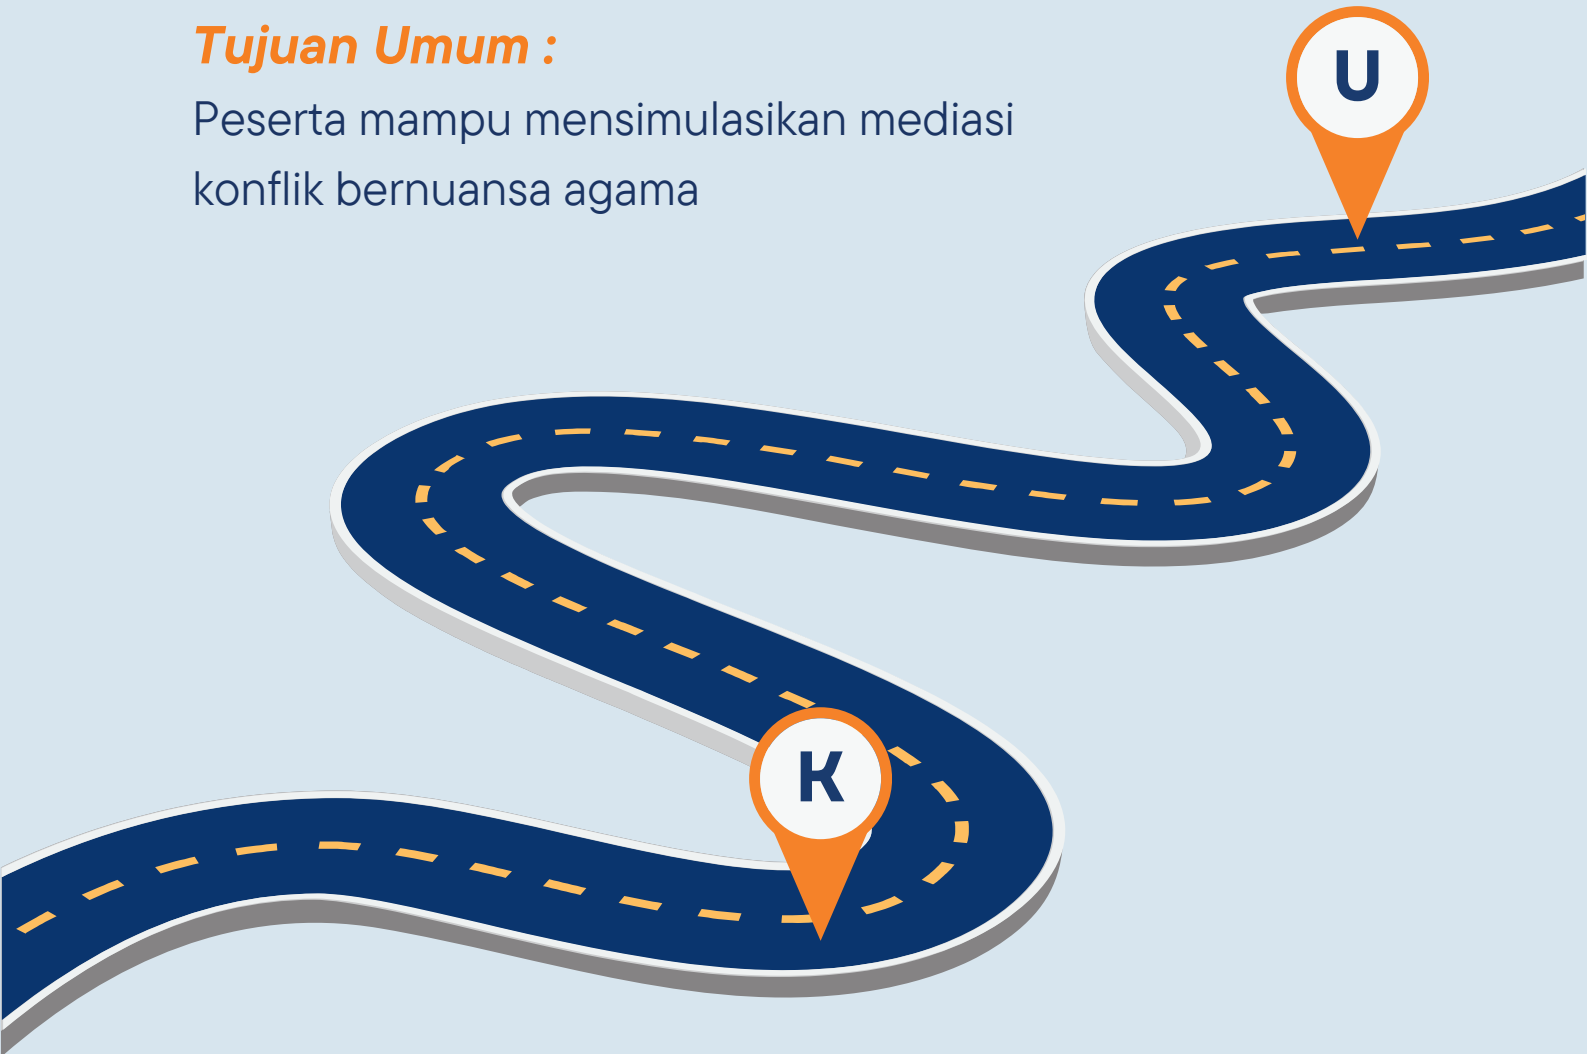 Tujuan Umum :
Peserta mampu mensimulasikan mediasi
konflik bernuansa agama
U
K